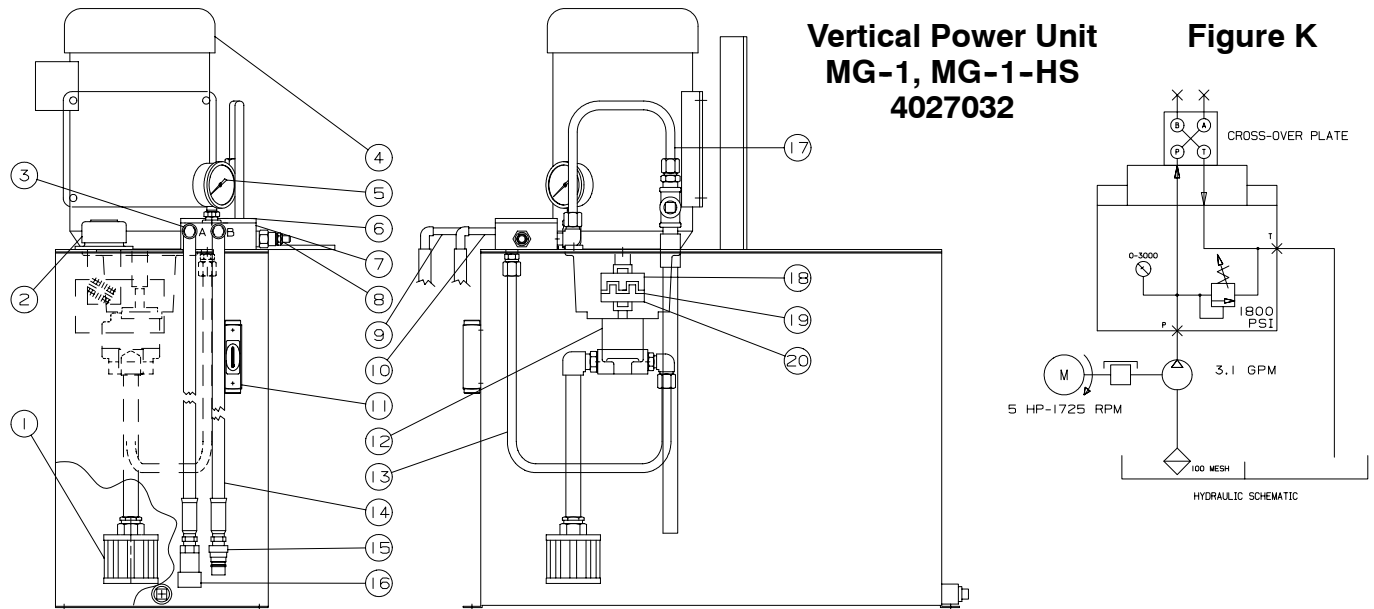 Vertical Power Unit
MG-1, MG-1-HS
4027032
Figure K
1
2
3
A
B
4
5
6
7
8
9
10
11
12
13
14
15
16
17
18
19
20
B
A
P
T
CROSS-OVER PLATE
T
0-3000
1800
PSI
P
M
3.1 GPM
5 HP-1725 RPM
100 MESH
HYDRAULIC SCHEMATIC